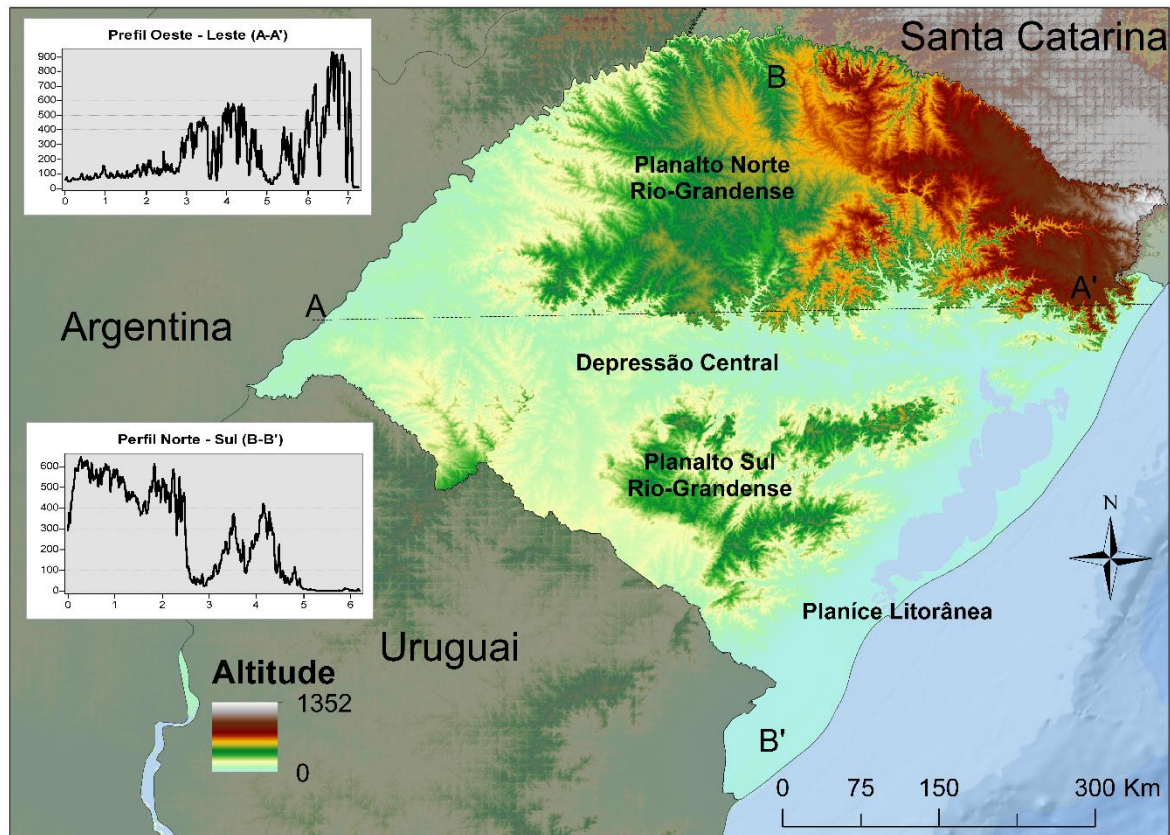 Prefil Oeste - Leste (A-A')
900
800
700
600
500
400
300
200
100
0
0 1 2 3 4 5 6 7
Santa Catarina
B
Planalto Norte
Rio-Grandense
A
A'
Argentina
Depressão Central
Perfil Norte - Sul (B-B')
600
500
400
300
200
100
0
0 1 2 3 4 5 6
Planalto Sul
Rio-Grandense
N
Planíce Litorânea
Uruguai
Altitude
1352
0
B'
0 75 150 300 Km